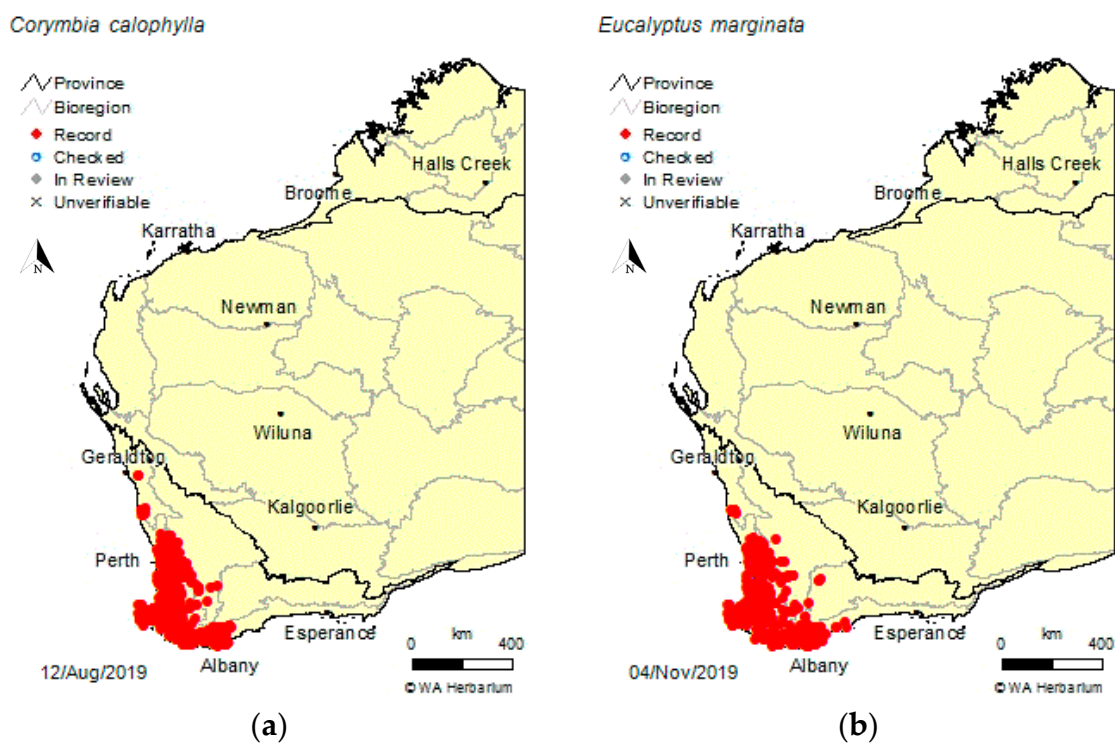 Corymbia calophylla
Province
Bioregion
Record
Checked
In Review
Unverifiable
N
Halls Creek
Broome
Karratha
Newman
Wiluna
Geraldton
Kalgoorlie
Perth
Esperance
Albany
0 km 400
12/Aug/2019
© WA Herbarium
(a)
Eucalyptus marginata
Province
Bioregion
Record
Checked
In Review
Unverifiable
N
Halls Creek
Broome
Karratha
Newman
Wiluna
Geraldton
Kalgoorlie
Perth
Esperance
Albany
0 km 400
04/Nov/2019
© WA Herbarium
(b)